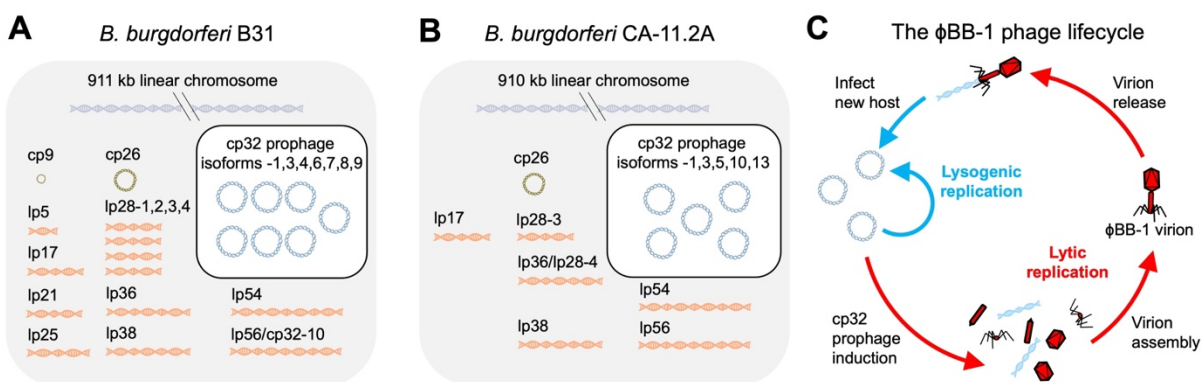 A
B. burgdorferi B31
911 kb linear chromosome
cp9
cp26
cp32 prophage
isoforms -1,3,4,6,7,8,9
lp5
lp28-1,2,3,4
lp17
lp21
lp36
lp54
lp25
lp38
lp56/cp32-10
B
B. burgdorferi CA-11.2A
910 kb linear chromosome
cp26
cp32 prophage
isoforms -1,3,5,10,13
lp17
lp28-3
lp36/lp28-4
lp54
lp38
lp56
C
The ϕBB-1 phage lifecycle
Infect
new host
Virion
release
Lysogenic
replication
ϕBB-1 virion
Lytic
replication
cp32
prophage
induction
Virion
assembly